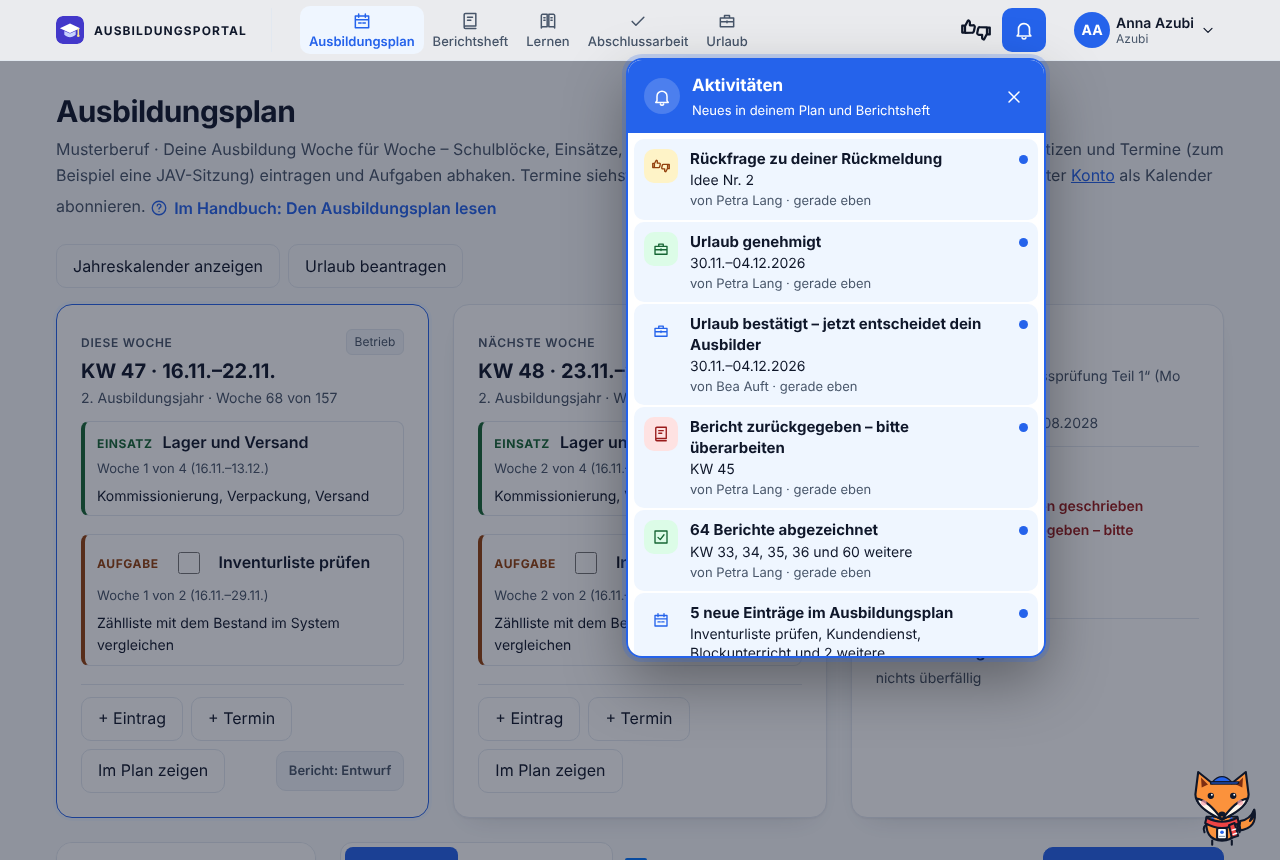 AUSBILDUNGSPORTAL
Ausbildungsplan
Berichtsheft
Lernen
Abschlussarbeit
Urlaub
AA
Anna Azubi
Azubi
Ausbildungsplan
Musterberuf · Deine Ausbildung Woche für Woche – Schulblöcke, Einsätze,
tizen und Termine (zum
Beispiel eine JAV-Sitzung) eintragen und Aufgaben abhaken. Termine siehs
ter Konto als Kalender
abonnieren. Im Handbuch: Den Ausbildungsplan lesen
Jahreskalender anzeigen
Urlaub beantragen
Aktivitäten
Neues in deinem Plan und Berichtsheft
Rückfrage zu deiner Rückmeldung
Idee Nr. 2
von Petra Lang · gerade eben
Urlaub genehmigt
30.11.–04.12.2026
von Petra Lang · gerade eben
Urlaub bestätigt – jetzt entscheidet dein
Ausbilder
30.11.–04.12.2026
von Bea Auft · gerade eben
Bericht zurückgegeben – bitte
überarbeiten
KW 45
von Petra Lang · gerade eben
64 Berichte abgezeichnet
KW 33, 34, 35, 36 und 60 weitere
von Petra Lang · gerade eben
5 neue Einträge im Ausbildungsplan
Inventurliste prüfen, Kundendienst,
Blockunterricht und 2 weitere
DIESE WOCHE
Betrieb
KW 47 · 16.11.–22.11.
2. Ausbildungsjahr · Woche 68 von 157
EINSATZ Lager und Versand
Woche 1 von 4 (16.11.–13.12.)
Kommissionierung, Verpackung, Versand
AUFGABE Inventurliste prüfen
Woche 1 von 2 (16.11.–29.11.)
Zählliste mit dem Bestand im System
vergleichen
+ Eintrag
+ Termin
Im Plan zeigen
Bericht: Entwurf
NÄCHSTE WOCHE
KW 48 · 23.11.–
2. Ausbildungsjahr · W
EINSATZ Lager un
Woche 2 von 4 (16.11.
Kommissionierung,
AUFGABE
Woche 2 von 2 (16.11.
Zählliste mit dem Be
vergleichen
+ Eintrag
+ Termin
Im Plan zeigen
ssprüfung Teil 1“ (Mo
08.2028
n geschrieben
geben – bitte
nichts überfällig